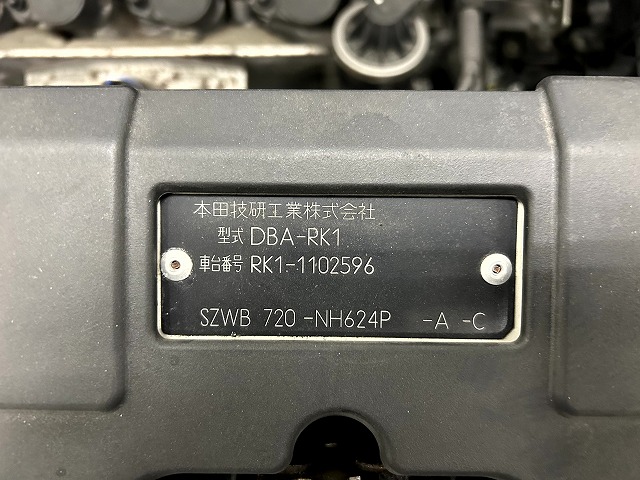 本田技研工業株式会社
型式 DBA-RK1
車台番号 RK1-1102596
SZWB 720 -NH624P -A -C